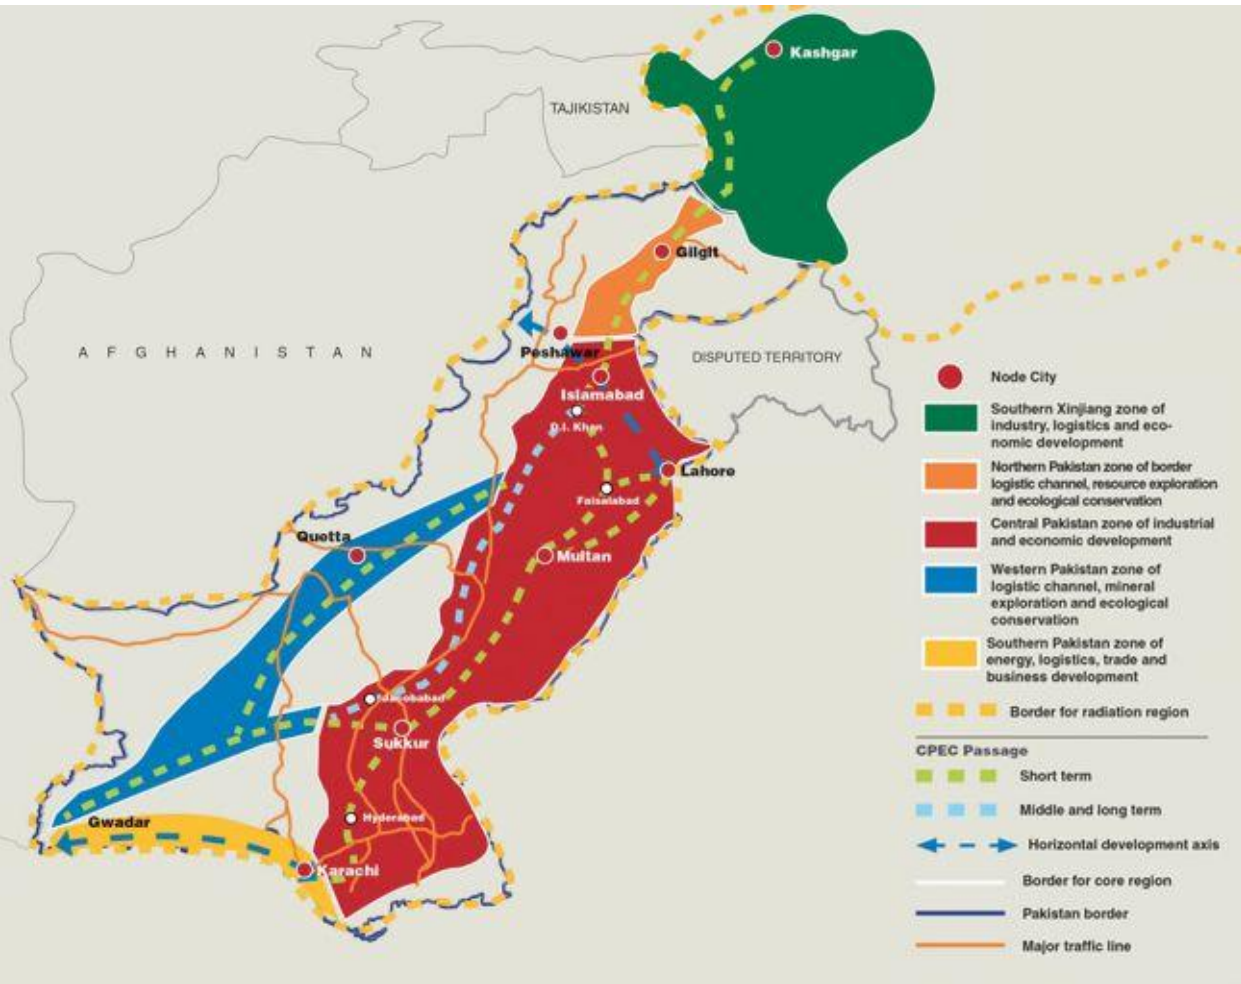 Kashgar
TAJIKISTAN
Gilgit
AFGHANISTAN
Peshawar
DISPUTED TERRITORY
Islamabad
D.I. Khan
Lahore
Faisalabad
Quetta
Multan
Jacobabad
Sukkur
Gwadar
Hyderabad
Karachi
Node City
Southern Xinjiang zone of
industry, logistics and eco-
nomic development
Northern Pakistan zone of border
logistic channel, resource exploration
and ecological conservation
Central Pakistan zone of industrial
and economic development
Western Pakistan zone of
logistic channel, mineral
exploration and ecological
conservation
Southern Pakistan zone of
energy, logistics, trade and
business development
Border for radiation region
CPEC Passage
Short term
Middle and long term
Horizontal development axis
Border for core region
Pakistan border
Major traffic line